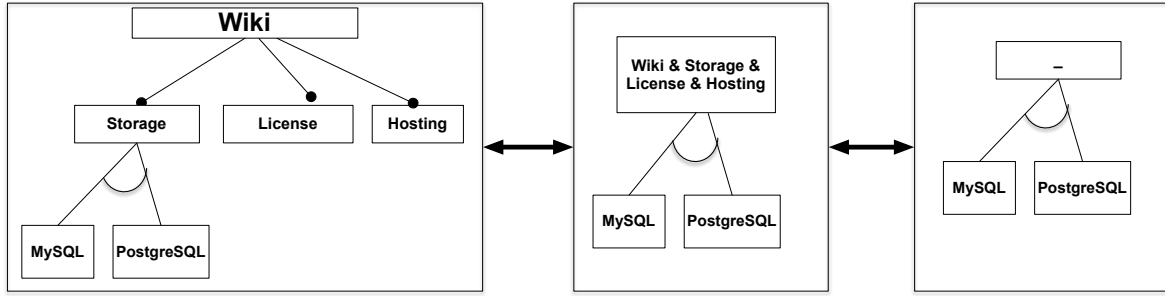 Wiki
Storage
License
Hosting
MySQL
PostgreSQL
Wiki & Storage &
License & Hosting
MySQL
PostgreSQL
_
MySQL
PostgreSQL